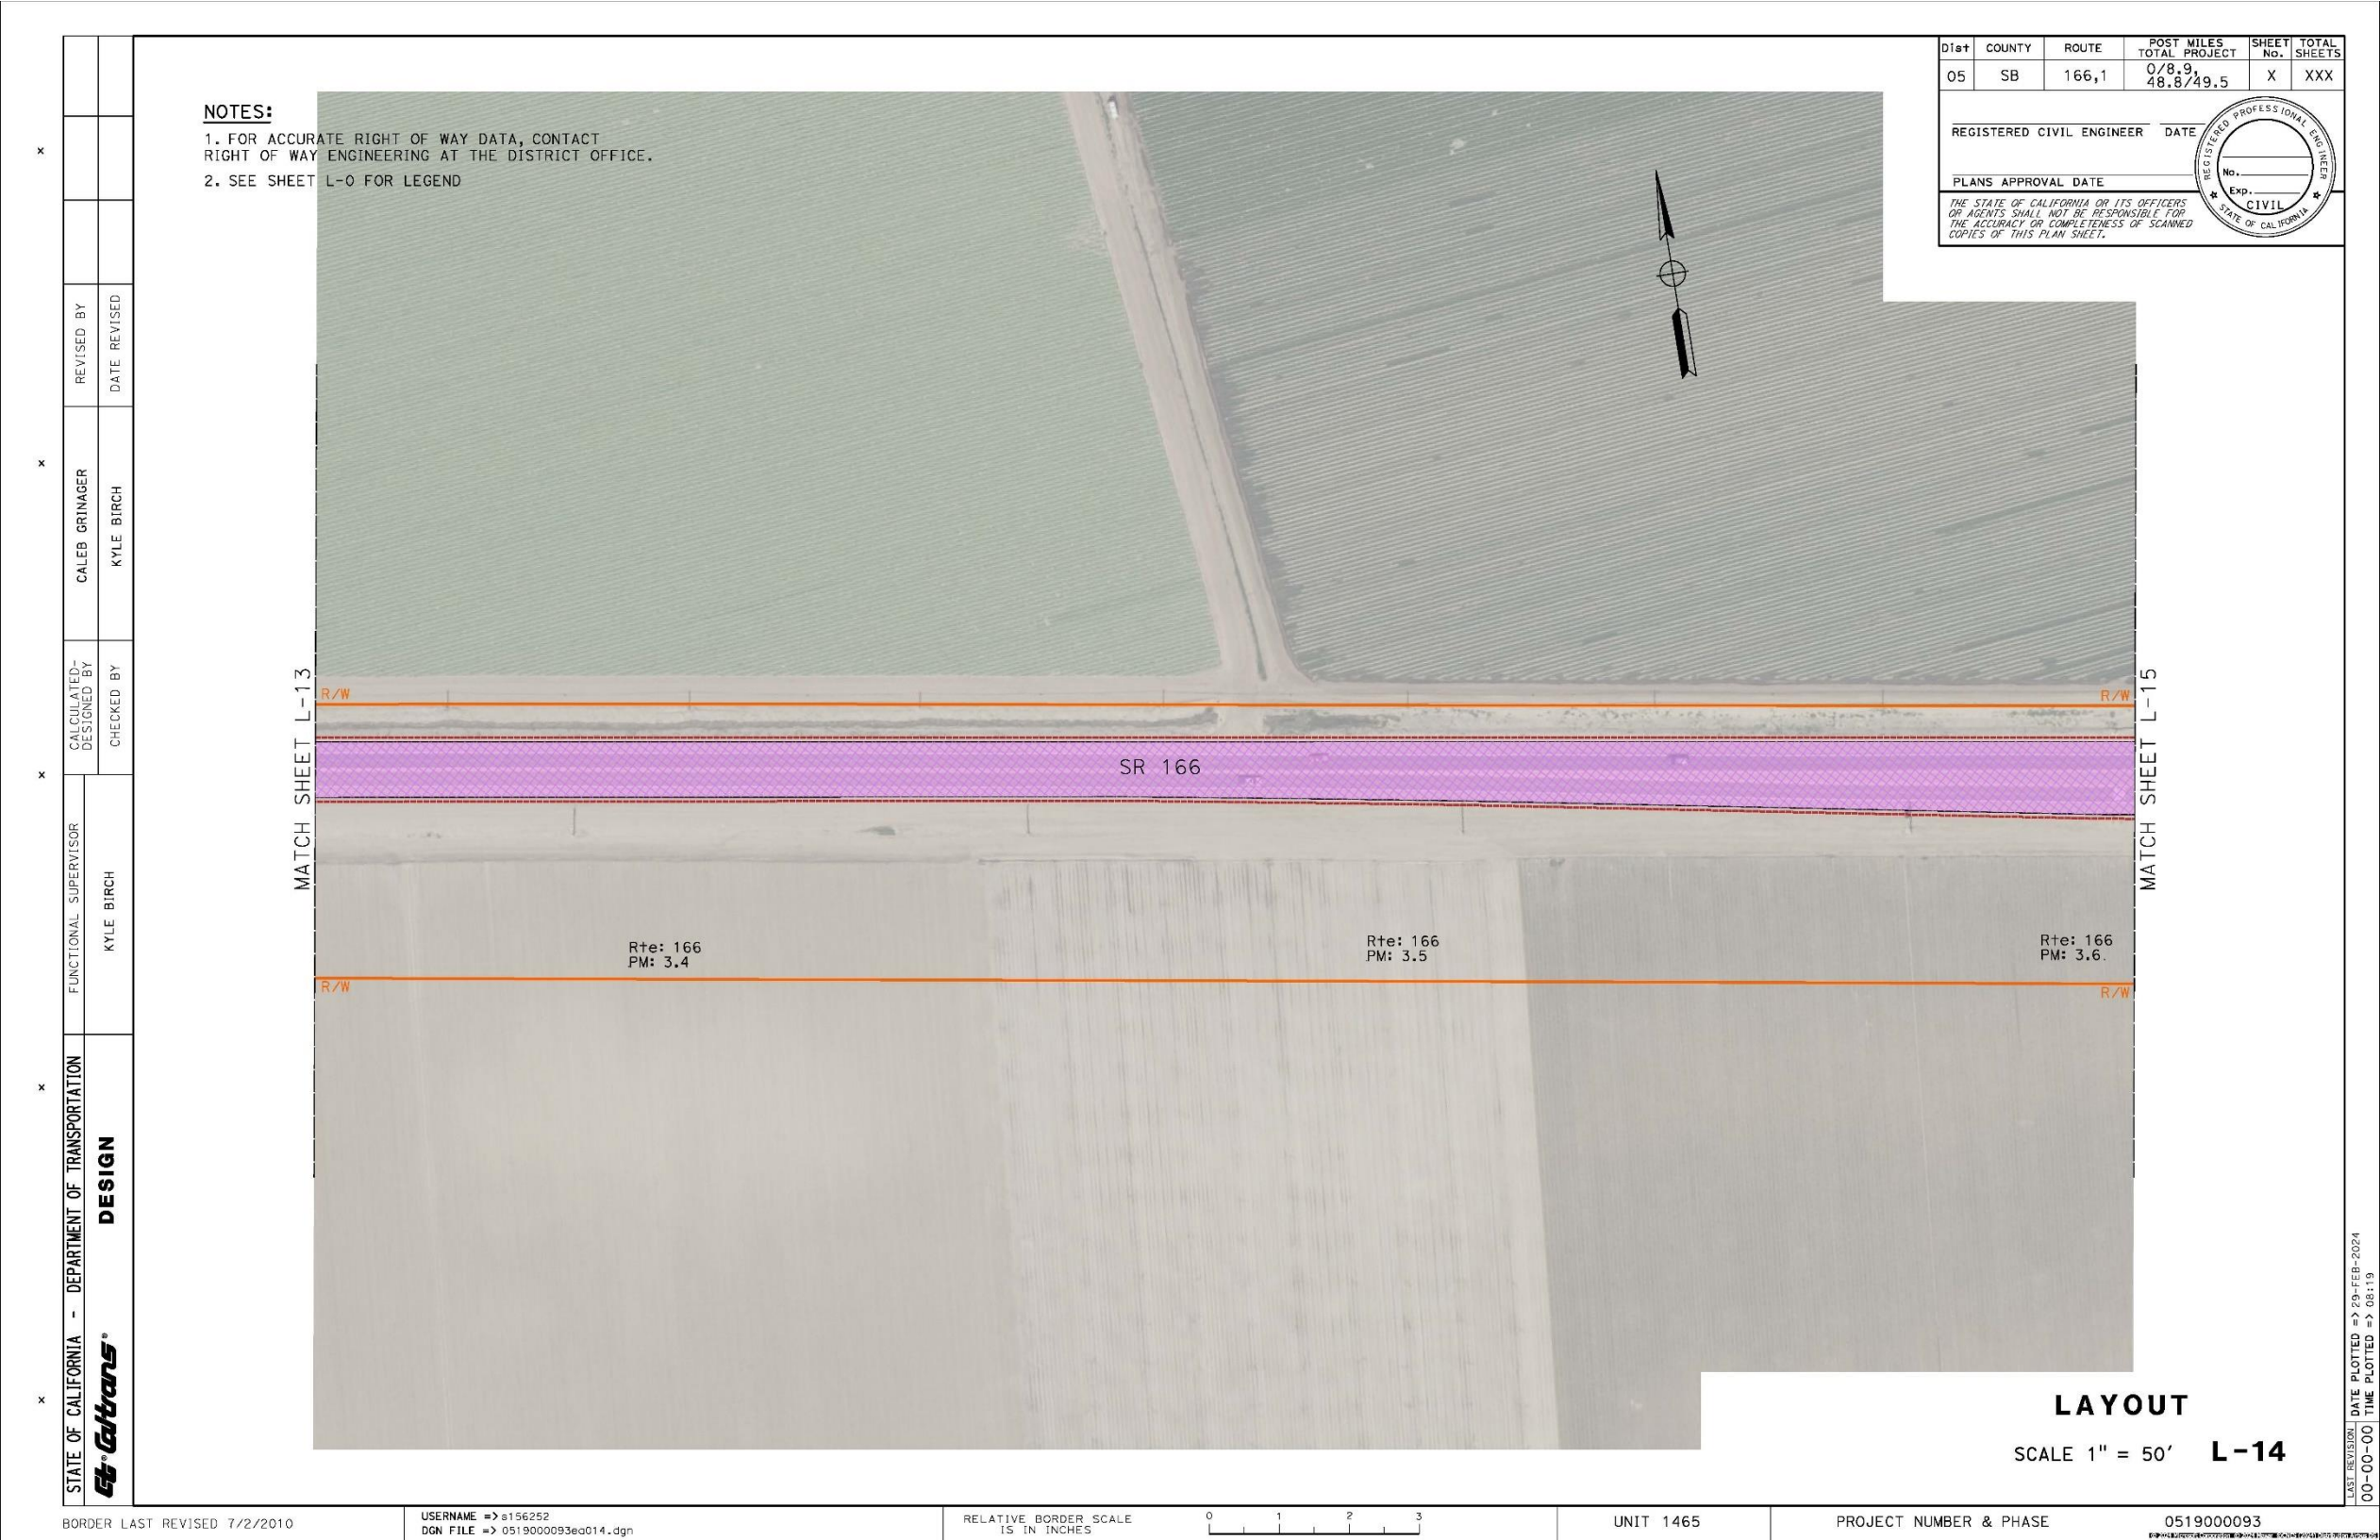 Dist COUNTY ROUTE POST MILES TOTAL PROJECT SHEET No. TOTAL SHEETS
05 SB 166,1 0/8.9, 48.8/49.5 X XXX
REGISTERED CIVIL ENGINEER DATE
PLANS APPROVAL DATE
THE STATE OF CALIFORNIA OR ITS OFFICERS
OR AGENTS SHALL NOT BE RESPONSIBLE FOR
THE ACCURACY OR COMPLETENESS OF SCANNED
COPIES OF THIS PLAN SHEET.
REGISTERED PROFESSIONAL ENGINEER
No.
Exp.
CIVIL
STATE OF CALIFORNIA
NOTES:
1. FOR ACCURATE RIGHT OF WAY DATA, CONTACT
RIGHT OF WAY ENGINEERING AT THE DISTRICT OFFICE.
2. SEE SHEET L-0 FOR LEGEND
REVISED BY
DATE REVISED
CALEB GRINAGER
KYLE BIRCH
CALCULATED-
DESIGNED BY
CHECKED BY
FUNCTIONAL SUPERVISOR
KYLE BIRCH
STATE OF CALIFORNIA - DEPARTMENT OF TRANSPORTATION
DESIGN
Caltrans®
MATCH SHEET L-13
R/W
R/W
SR 166
MATCH SHEET L-15
Rte: 166
PM: 3.4
Rte: 166
PM: 3.5
Rte: 166
PM: 3.6
R/W
R/W
LAYOUT
SCALE 1" = 50' L-14
LAST REVISION
00-00-00
DATE PLOTTED => 29-FEB-2024
TIME PLOTTED => 08:19
BORDER LAST REVISED 7/2/2010
USERNAME => s156252
DGN FILE => 0519000093ea014.dgn
RELATIVE BORDER SCALE
IS IN INCHES
0 1 2 3
UNIT 1465
PROJECT NUMBER & PHASE
0519000093